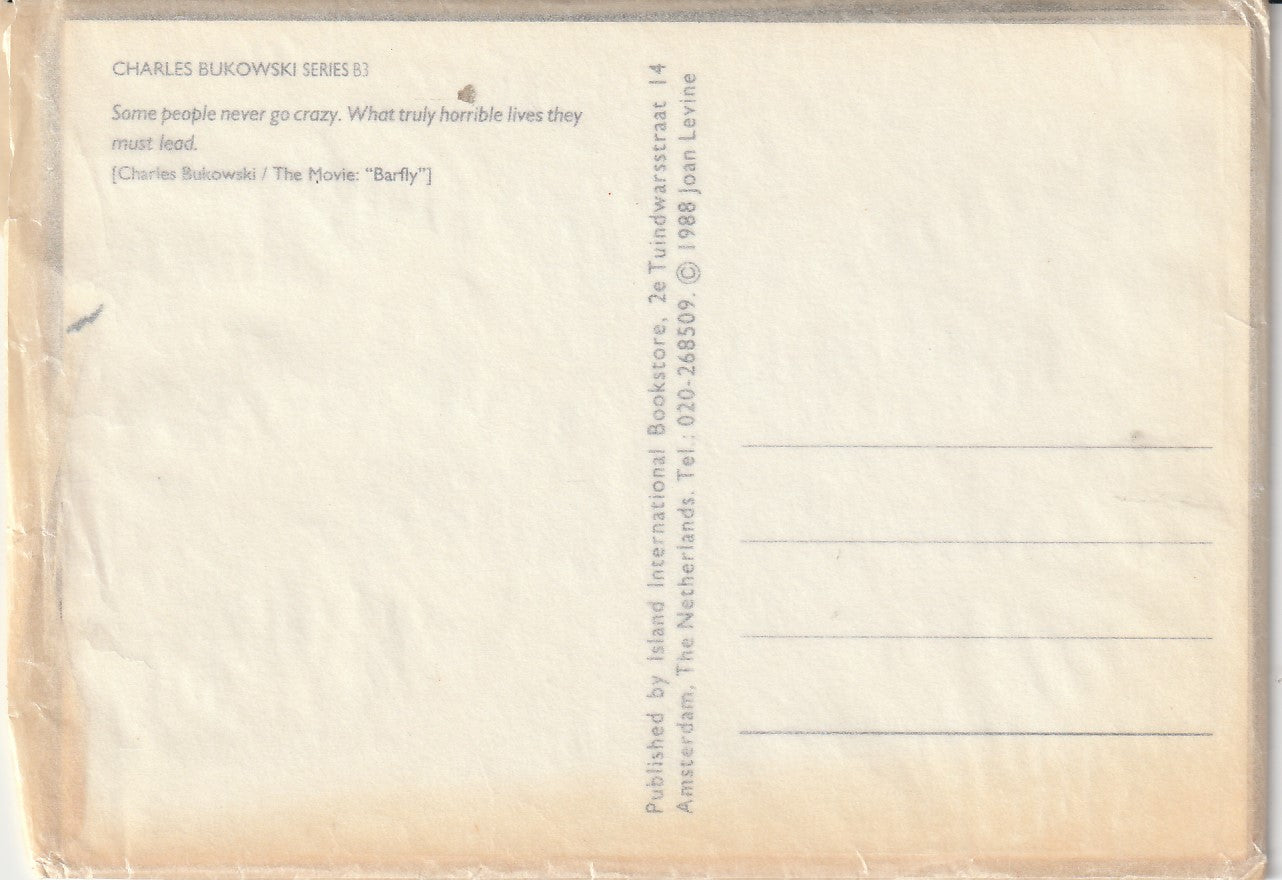 CHARLES BUKOWSKI SERIES B3
Some people never go crazy. What truly horrible lives they
must lead.
[Charles Bukowski / The Movie: “Barfly”]
Published by Island International Bookstore, 2e Tuindwarsstraat 14
Amsterdam, The Netherlands. Tel.: 020-268509. © 1988 Joan Levine